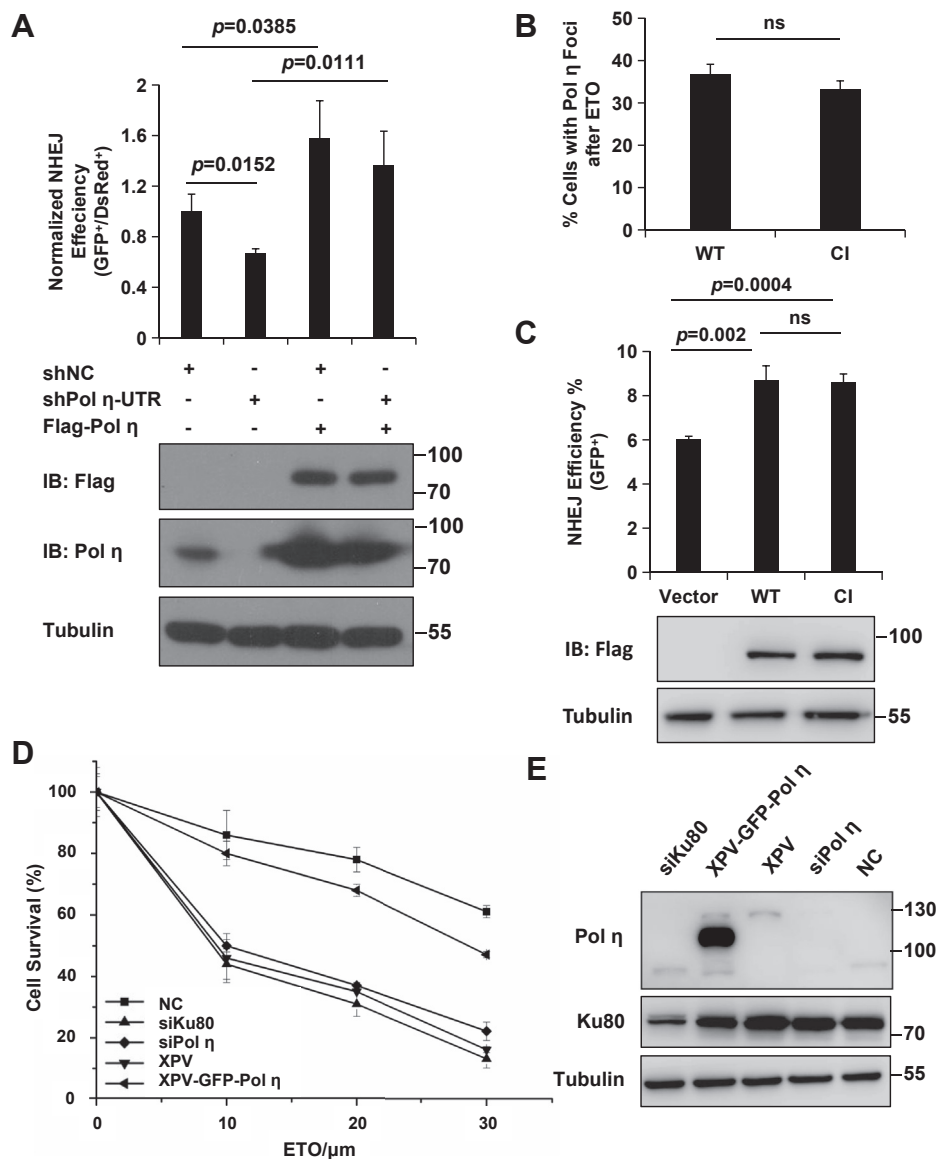 A
p=0.0385
p=0.0111
p=0.0152
Normalized NHEJ
Effeciency
(GFP⁺/DsRed⁺)
2
1.6
1.2
0.8
0.4
0
shNC + - + -
shPol η-UTR - + - +
Flag-Pol η - - + +
IB: Flag
100
70
IB: Pol η
100
70
Tubulin
55
B
ns
% Cells with Pol η Foci
after ETO
50
40
30
20
10
0
WT CI
C
p=0.0004
ns
p=0.002
NHEJ Efficiency %
(GFP⁺)
10
8
6
4
2
0
Vector WT CI
IB: Flag
100
Tubulin
55
D
Cell Survival (%)
100
80
60
40
20
0
NC
siKu80
siPol η
XPV
XPV-GFP-Pol η
0 10 20 30
ETO/μm
E
siKu80
XPV-GFP-Pol η
XPV
siPol η
NC
Pol η
130
100
Ku80
70
Tubulin
55